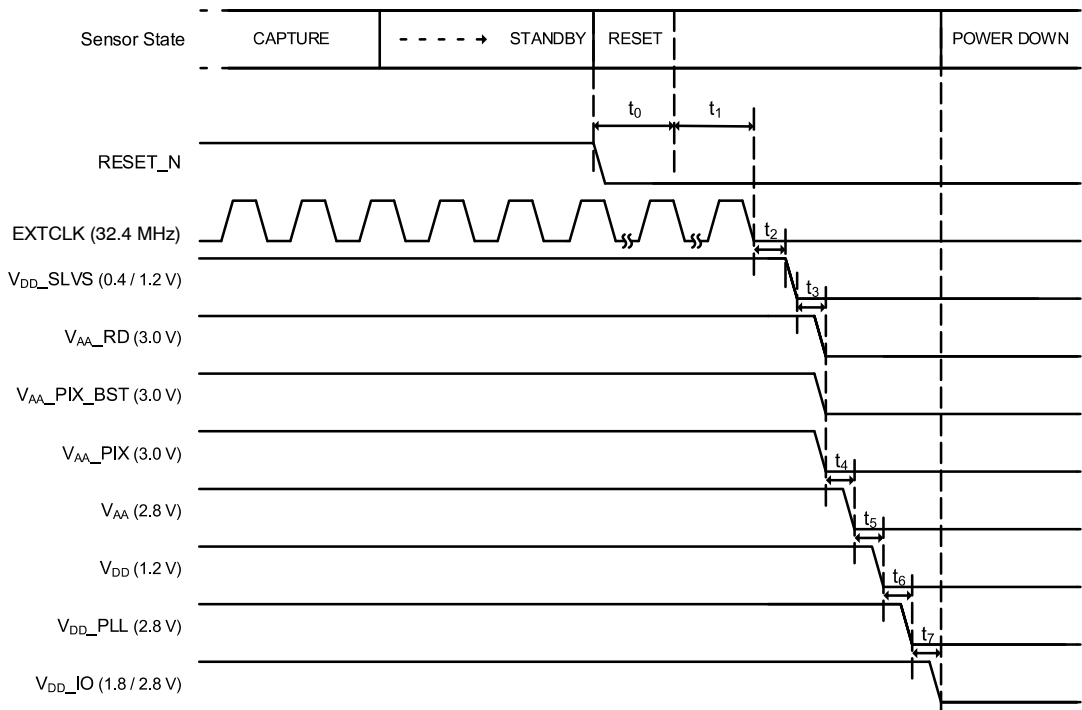 Sensor State CAPTURE STANDBY RESET POWER DOWN
t0 t1
RESET_N
EXTCLK (32.4 MHz)
t2
VDD_SLVS (0.4 / 1.2 V)
t3
VAA_RD (3.0 V)
VAA_PIX_BST (3.0 V)
VAA_PIX (3.0 V)
t4
VAA (2.8 V)
t5
VDD (1.2 V)
t6
VDD_PLL (2.8 V)
t7
VDD_IO (1.8 / 2.8 V)